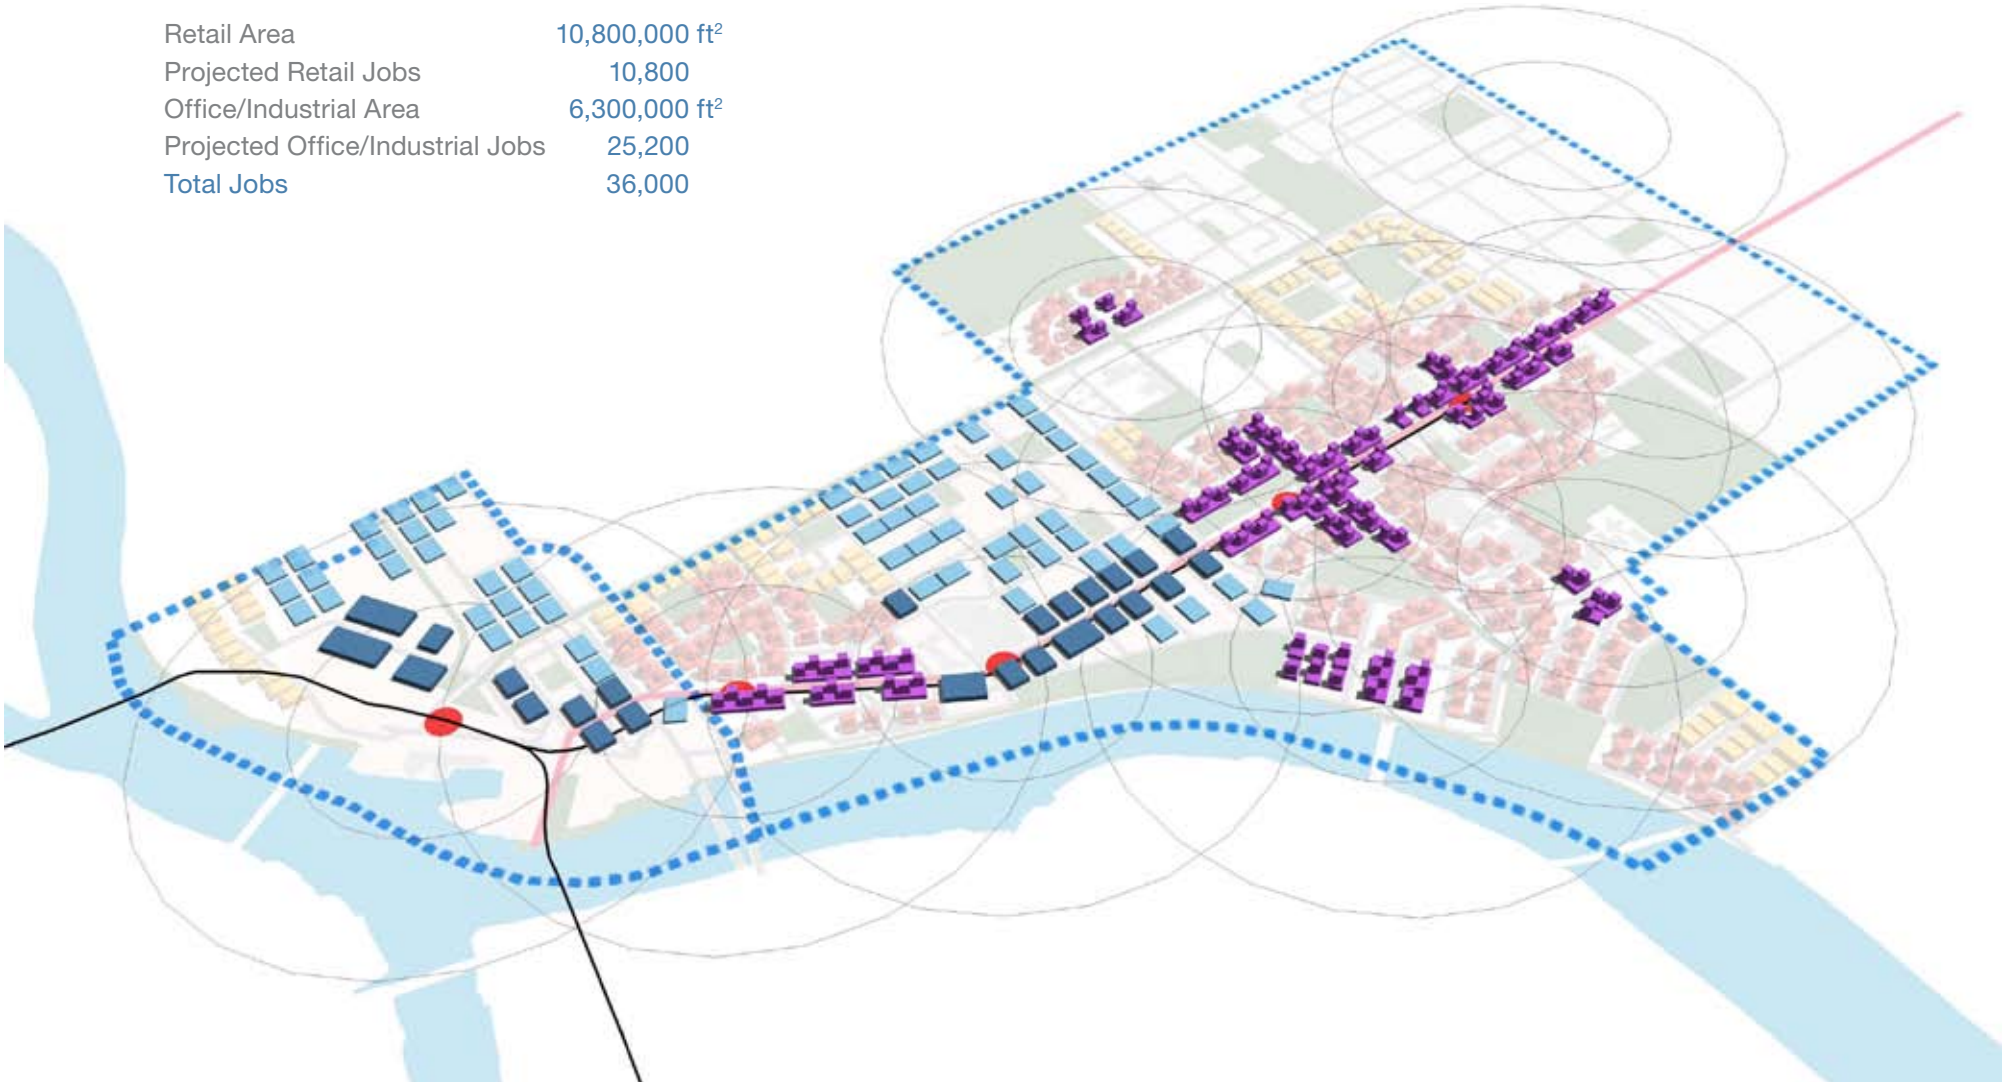 Retail Area 10,800,000 ft²
Projected Retail Jobs 10,800
Office/Industrial Area 6,300,000 ft²
Projected Office/Industrial Jobs 25,200
Total Jobs 36,000